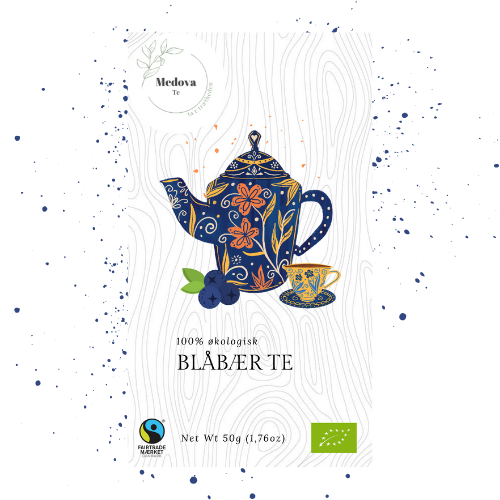 Medova
Te
100% økologisk
BLÅBÆR TE
Net Wt 50g (1,76oz)
FAIRTRADE
MÆRKET